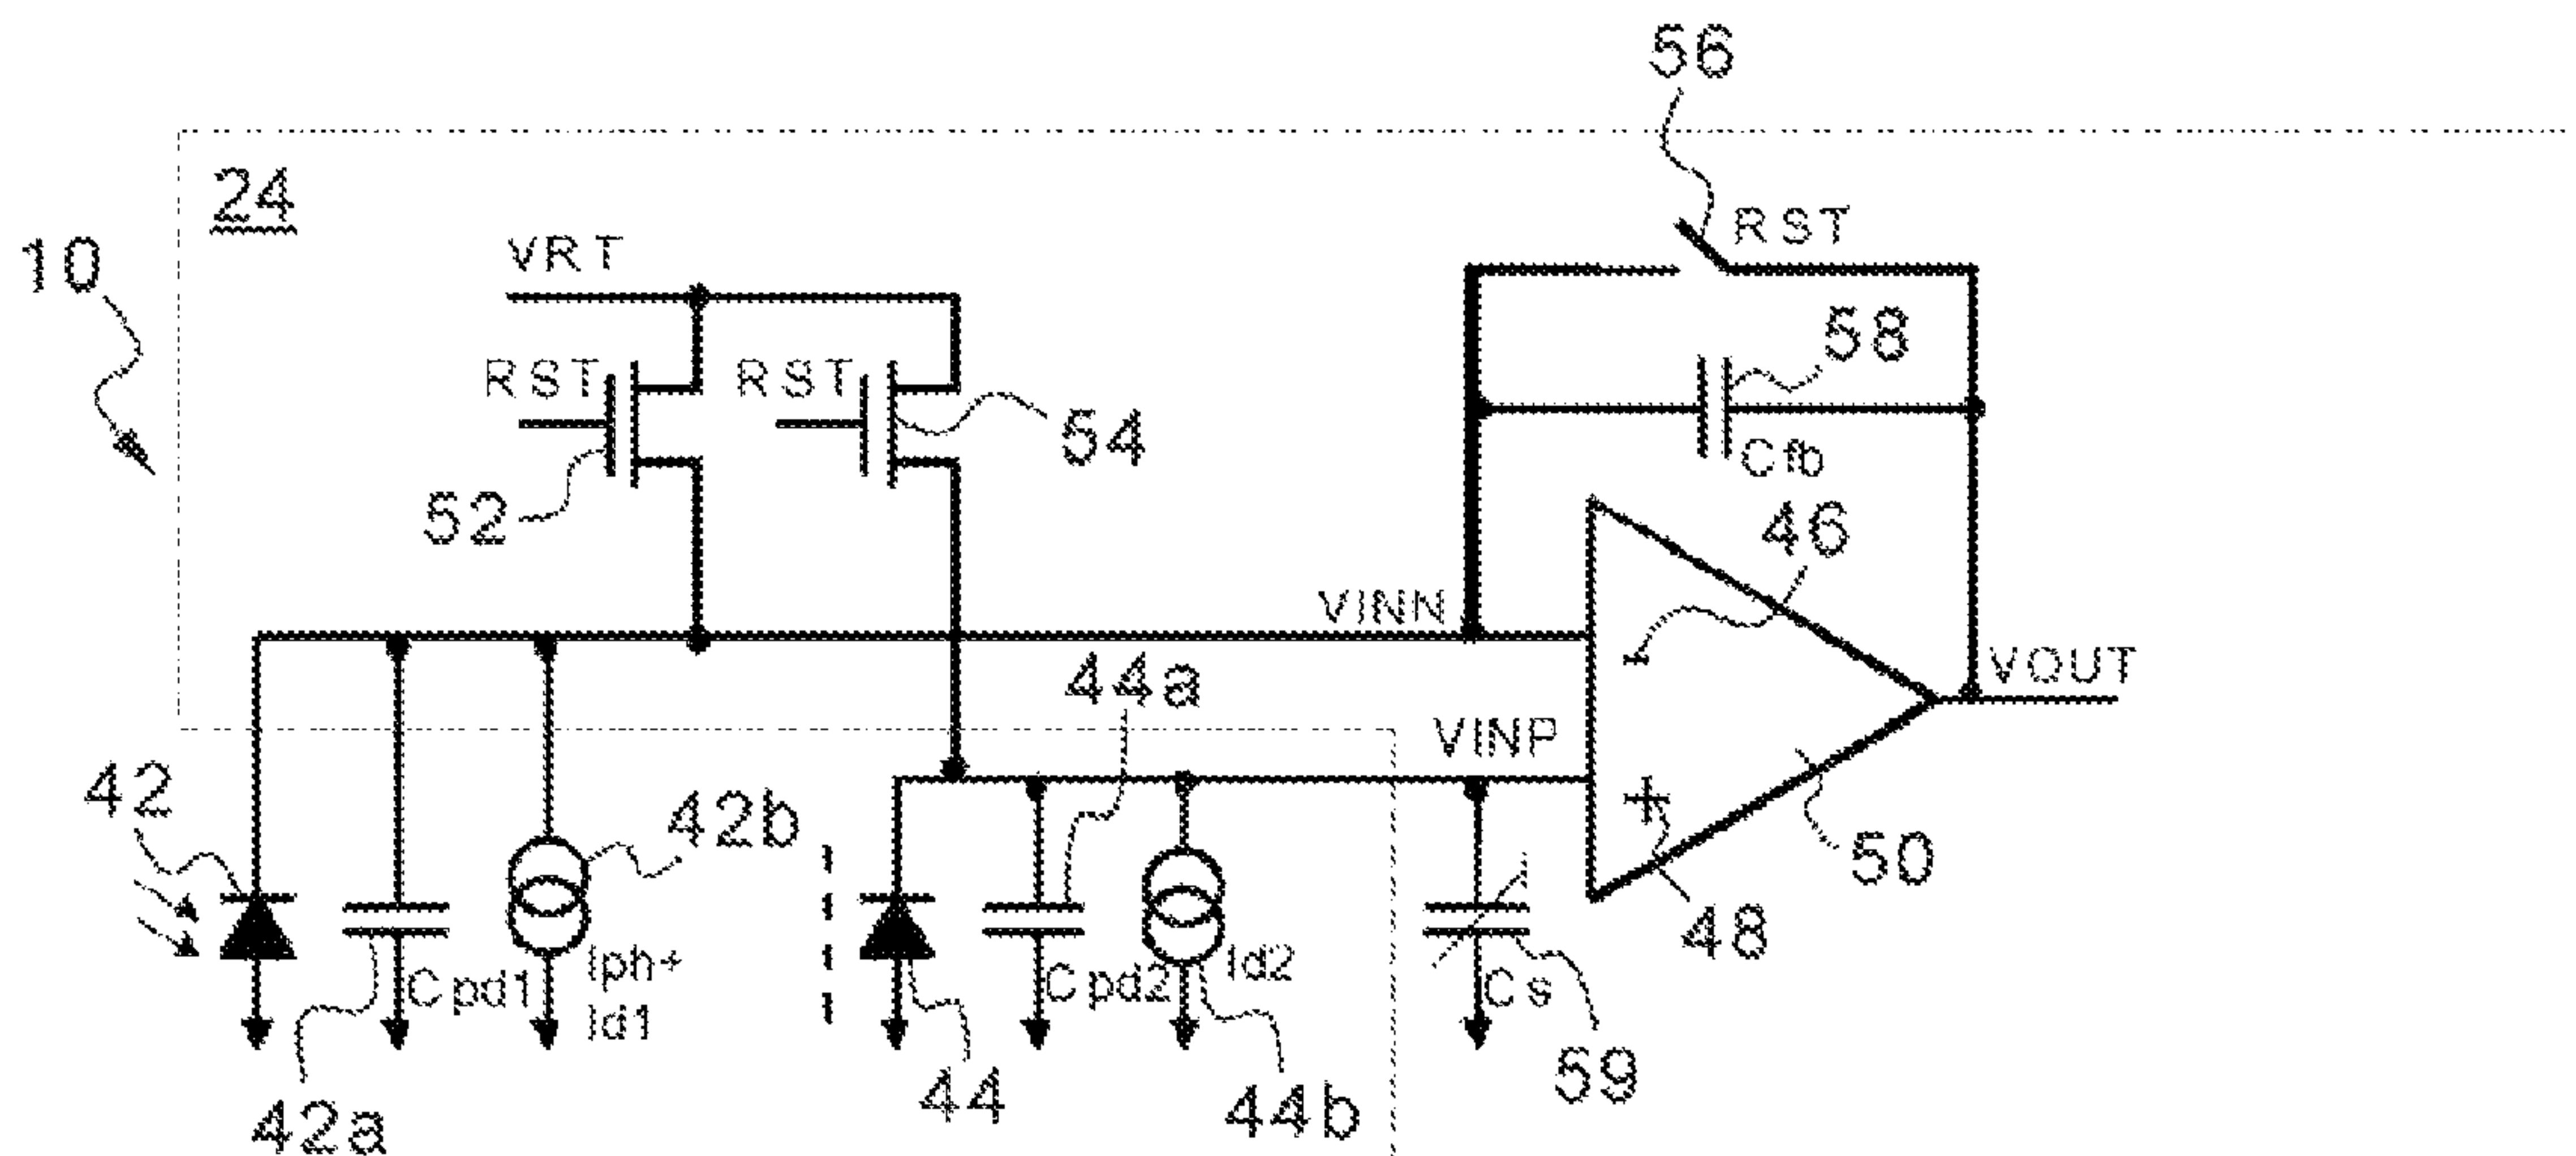 56
24
RST
10
VRT
58
RST
RST
54
Cfb
52
46
VINN
VOUT
44a
VINP
42
42b
50
48
Iph+
Id1
Cpd1
Cpd2
Id2
Cs
59
44
44b
42a